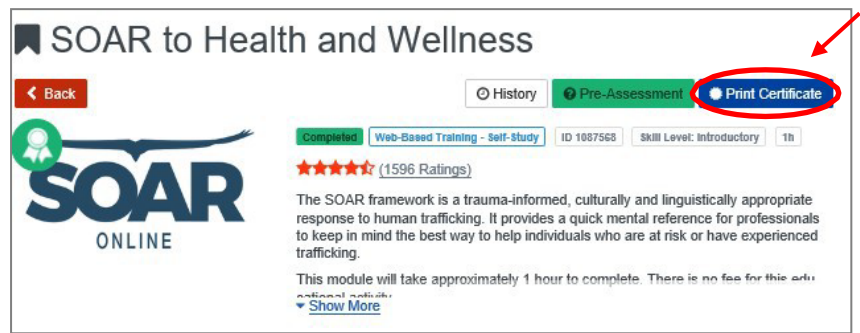 SOAR to Health and Wellness
Back
History
Pre-Assessment
Print Certificate
SOAR
ONLINE
Completed
Web-Based Training - Self-Study
ID 1087568
Skill Level: Introductory
1h
(1596 Ratings)
The SOAR framework is a trauma-informed, culturally and linguistically appropriate
response to human trafficking. It provides a quick mental reference for professionals
to keep in mind the best way to help individuals who are at risk or have experienced
trafficking.
This module will take approximately 1 hour to complete. There is no fee for this edu
Show More